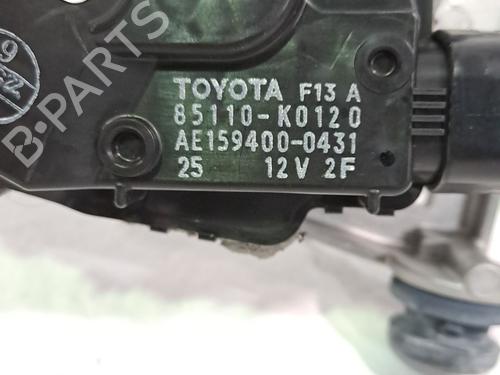 TOYOTA F13 A
85110-K0120
AE159400-0431
25 12V 2F
B-PARTS